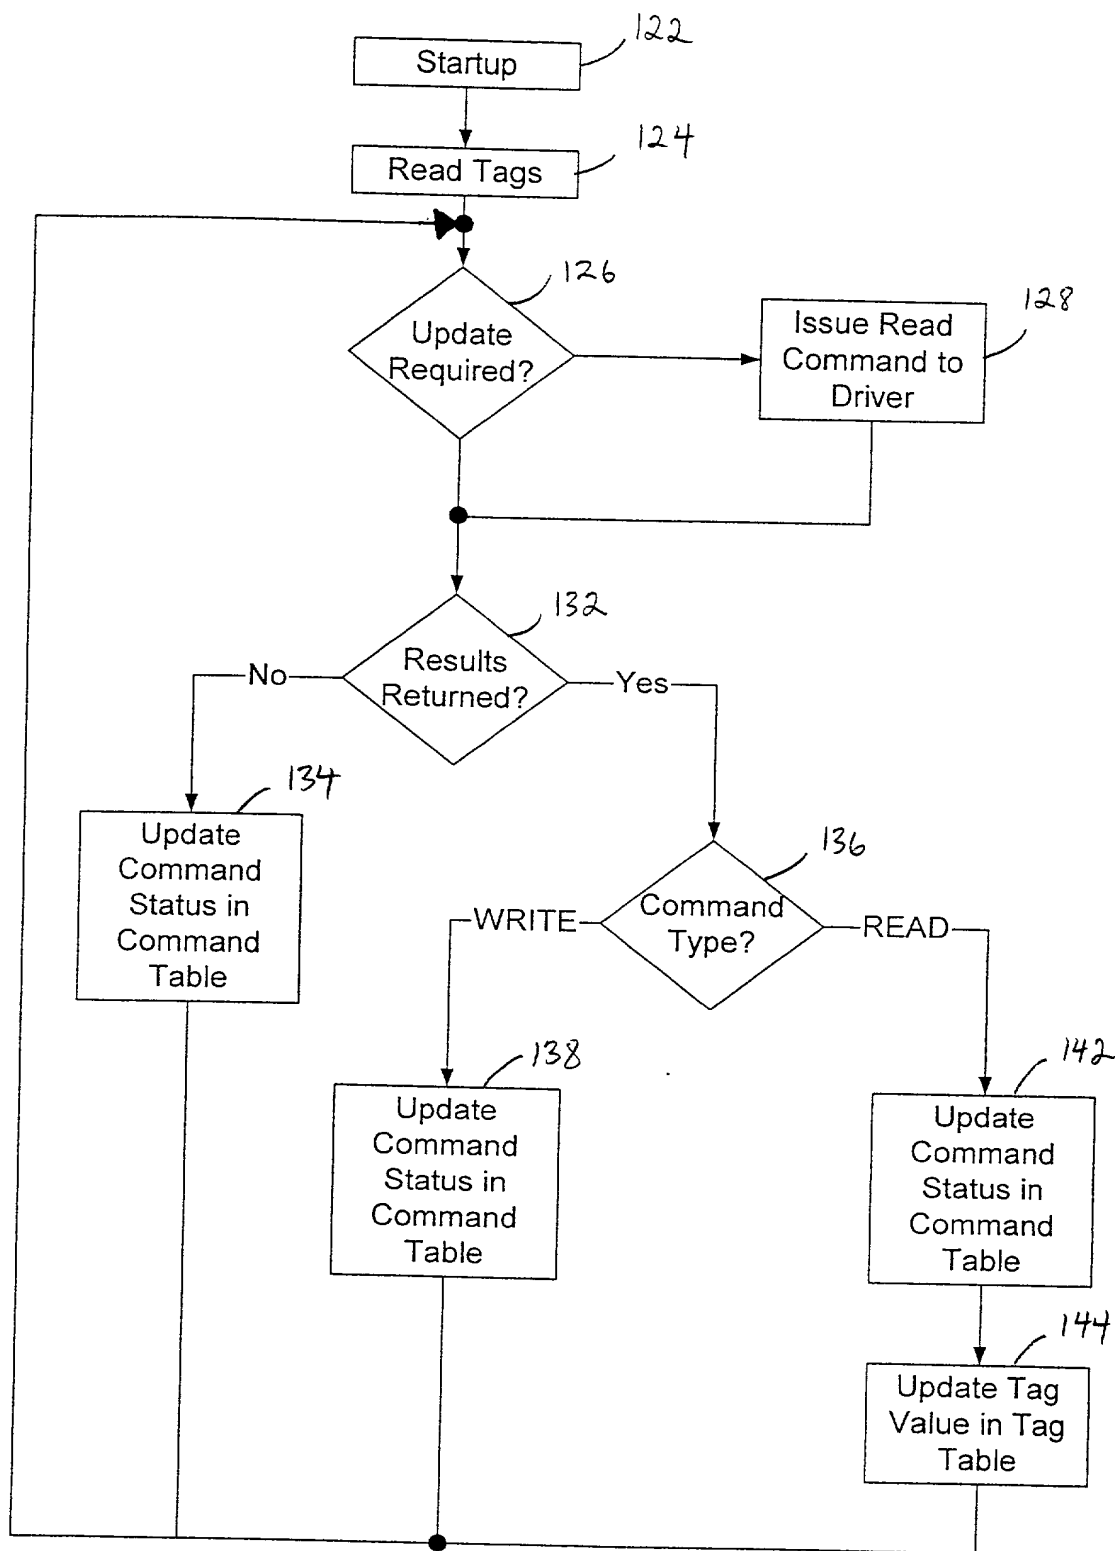 122
Startup
124
Read Tags
126
Update
Required?
128
Issue Read
Command to
Driver
132
Results
Returned?
No
Yes
134
Update
Command
Status in
Command
Table
136
Command
Type?
WRITE
READ
138
Update
Command
Status in
Command
Table
142
Update
Command
Status in
Command
Table
144
Update Tag
Value in Tag
Table